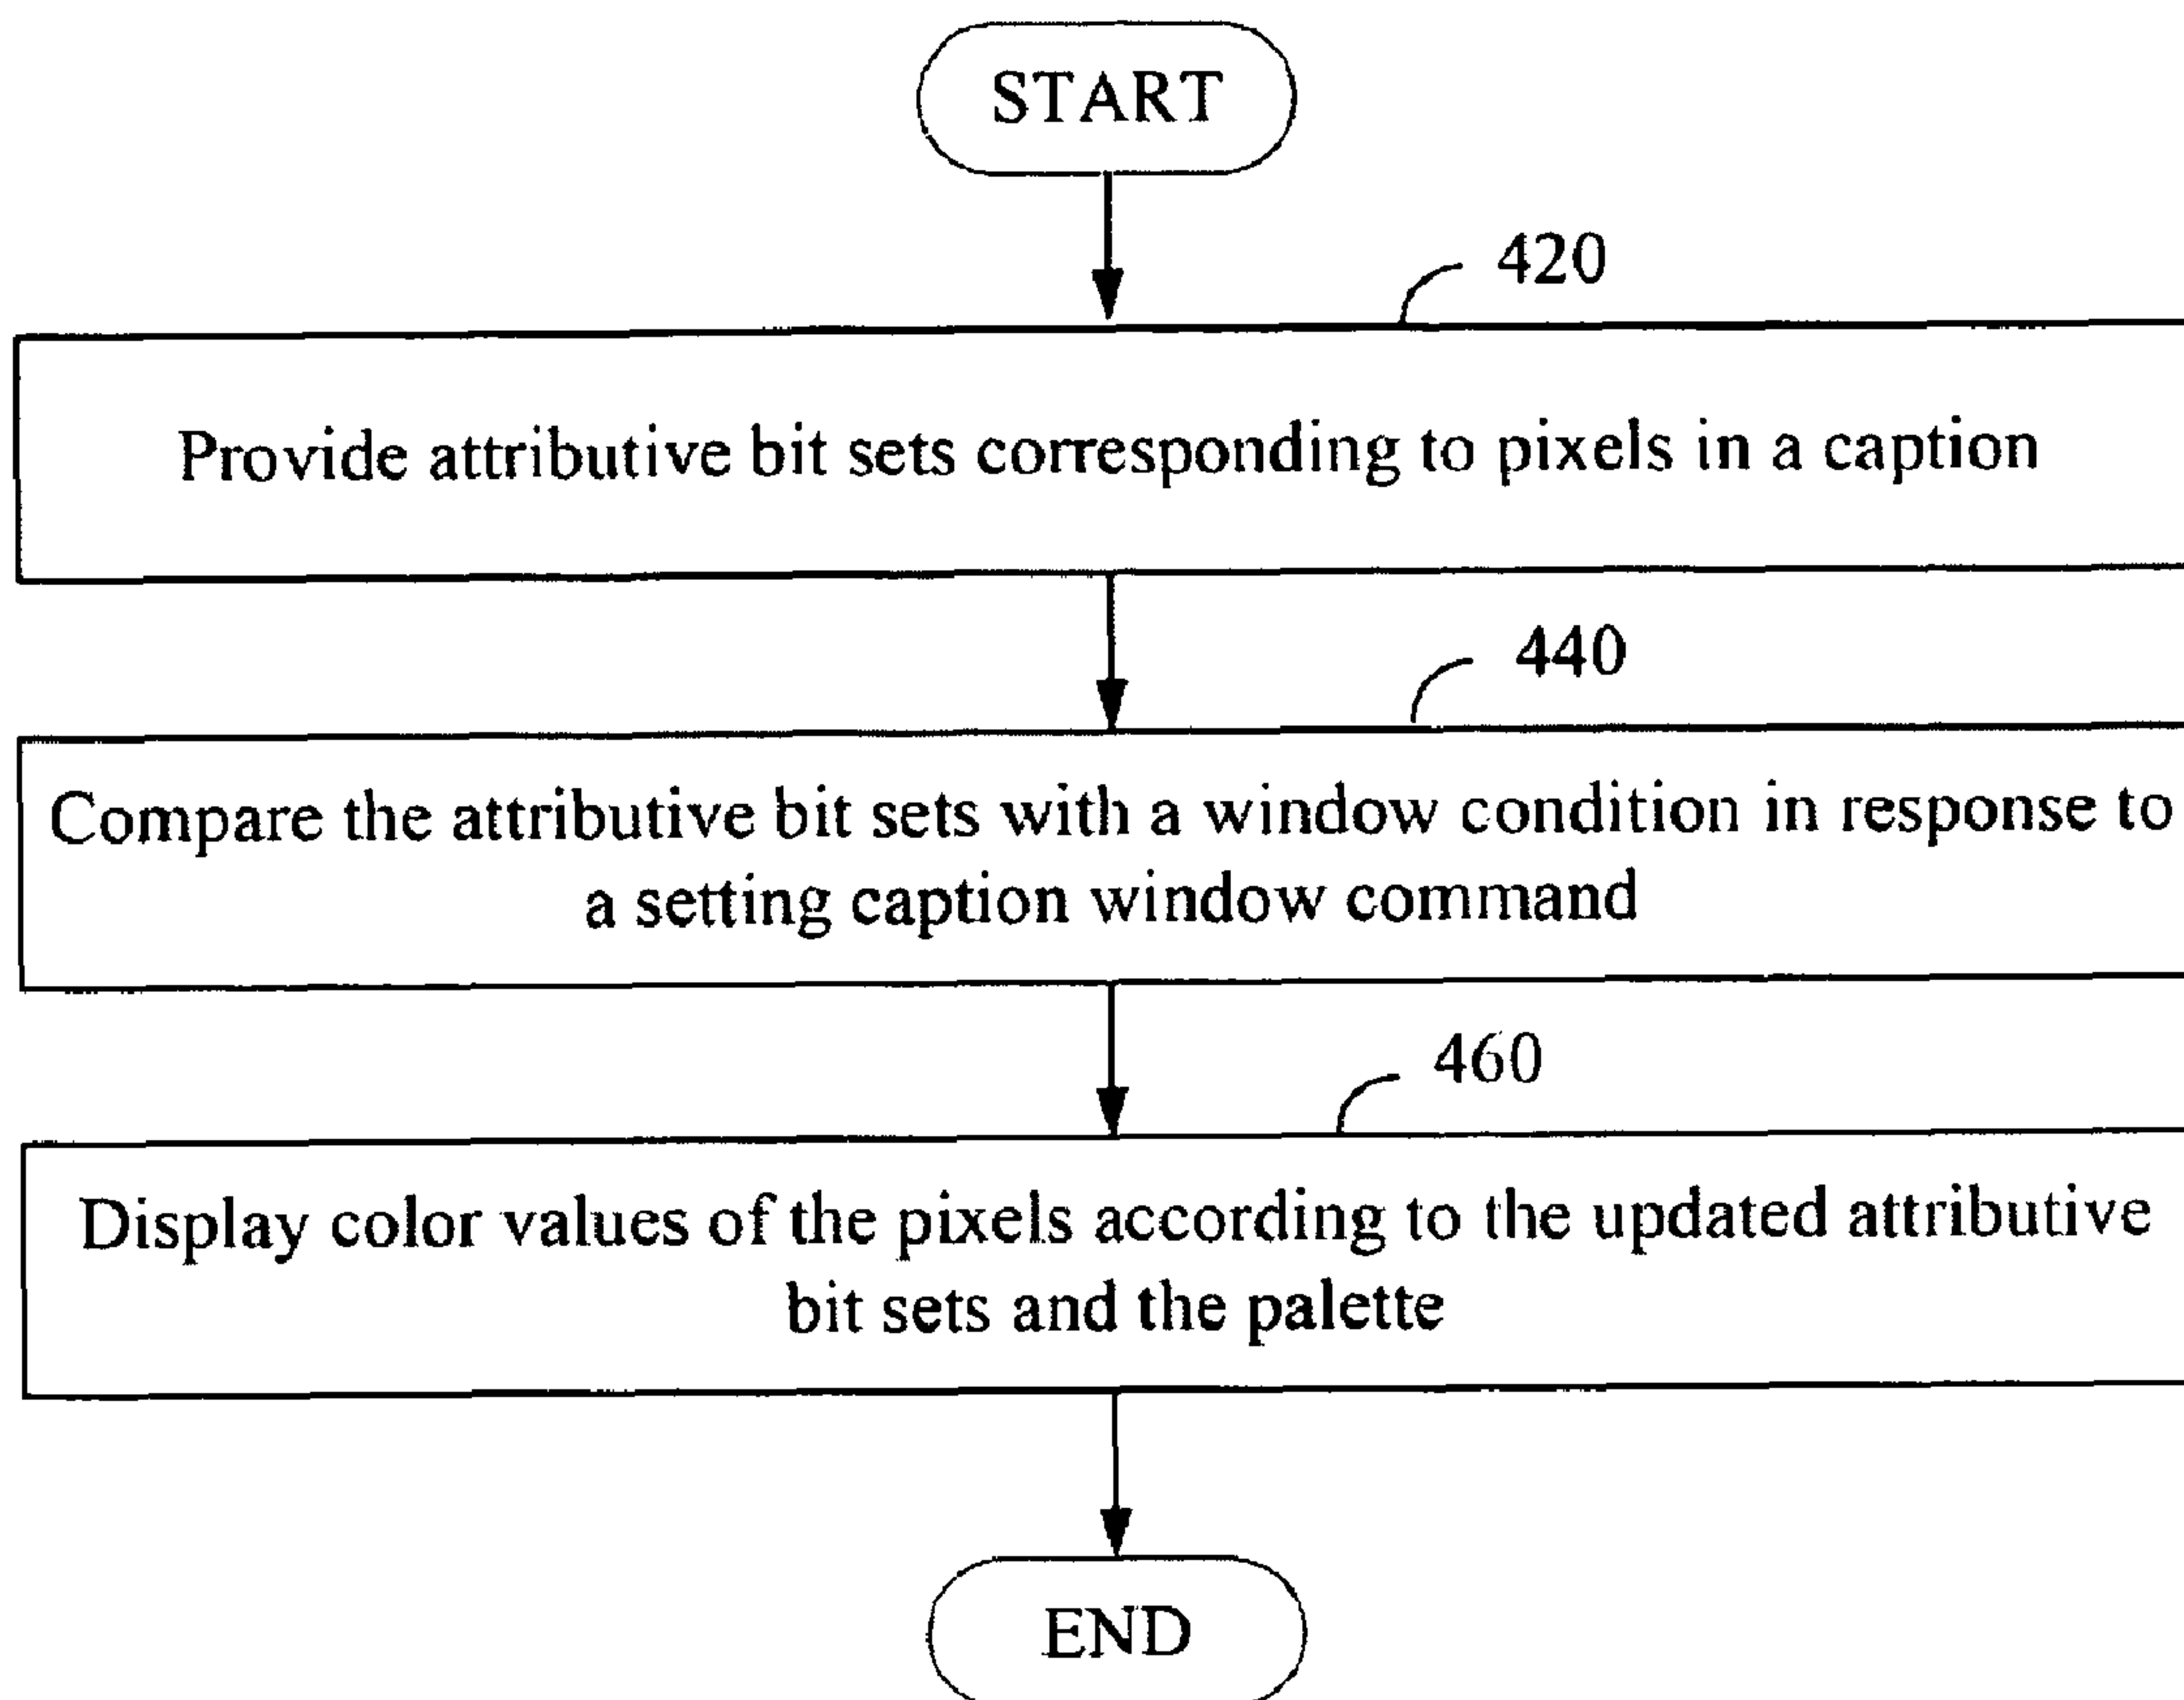 START
420
Provide attributive bit sets corresponding to pixels in a caption
440
Compare the attributive bit sets with a window condition in response to
a setting caption window command
460
Display color values of the pixels according to the updated attributive
bit sets and the palette
END